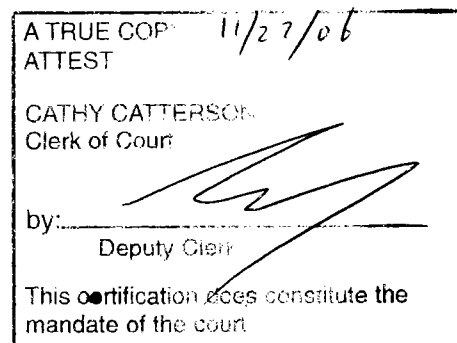 A TRUE COPY 11/27/06
ATTEST
CATHY CATTERSON
Clerk of Court
by:
Deputy Clerk
This certification does constitute the
mandate of the court